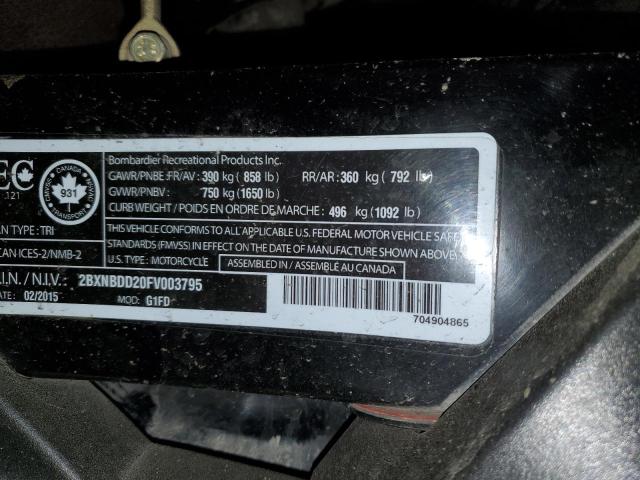 Bombardier Recreational Products Inc.
GAWR/PNBE FR/AV: 390 kg ( 858 lb) RR/AR: 360 kg ( 792 lb)
GVWR/PNBV : 750 kg (1650 lb)
CURB WEIGHT / POIDS EN ORDRE DE MARCHE : 496 kg (1092 lb)
THIS VEHICLE CONFORMS TO ALL APPLICABLE U.S. FEDERAL MOTOR VEHICLE SAFETY
STANDARDS (FMVSS) IN EFFECT ON THE DATE OF MANUFACTURE SHOWN ABOVE
U.S. TYPE: MOTORCYCLE ASSEMBLED IN / ASSEMBLÉ AU CANADA
EC
.121
CANADA
931
TRANSPORT
AN TYPE: TRI
CAN ICES-2/NMB-2
.I.N. / N.I.V.: 2BXNBDD20FV003795
ATE: 02/2015 MOD: G1FD
704904865